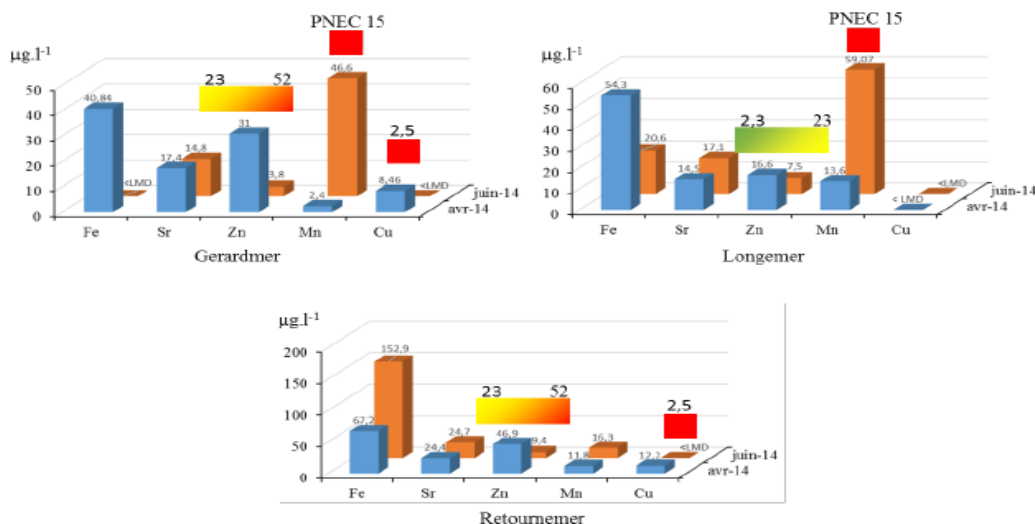 PNEC 15
µg.l⁻¹
23 52
46,6
50
40
30
20
10
0
40,84
<LMD
17,4
14,8
31
3,8
2,4
2,5
8,46
<LMD
juin-14
avr-14
Fe Sr Zn Mn Cu
Gerardmer
PNEC 15
µg.l⁻¹
59,07
60
50
40
30
20
10
0
54,3
20,6
14,5
17,1
2,3 23
16,6
7,5
13,6
< LMD
<LMD
juin-14
avr-14
Fe Sr Zn Mn Cu
Longemer
µg.l⁻¹
200
150
100
50
0
152,9
67,2
24,4
24,7
23 52
46,9
9,4
11,8
16,3
2,5
12,2
<LMD
juin-14
avr-14
Fe Sr Zn Mn Cu
Retournemer